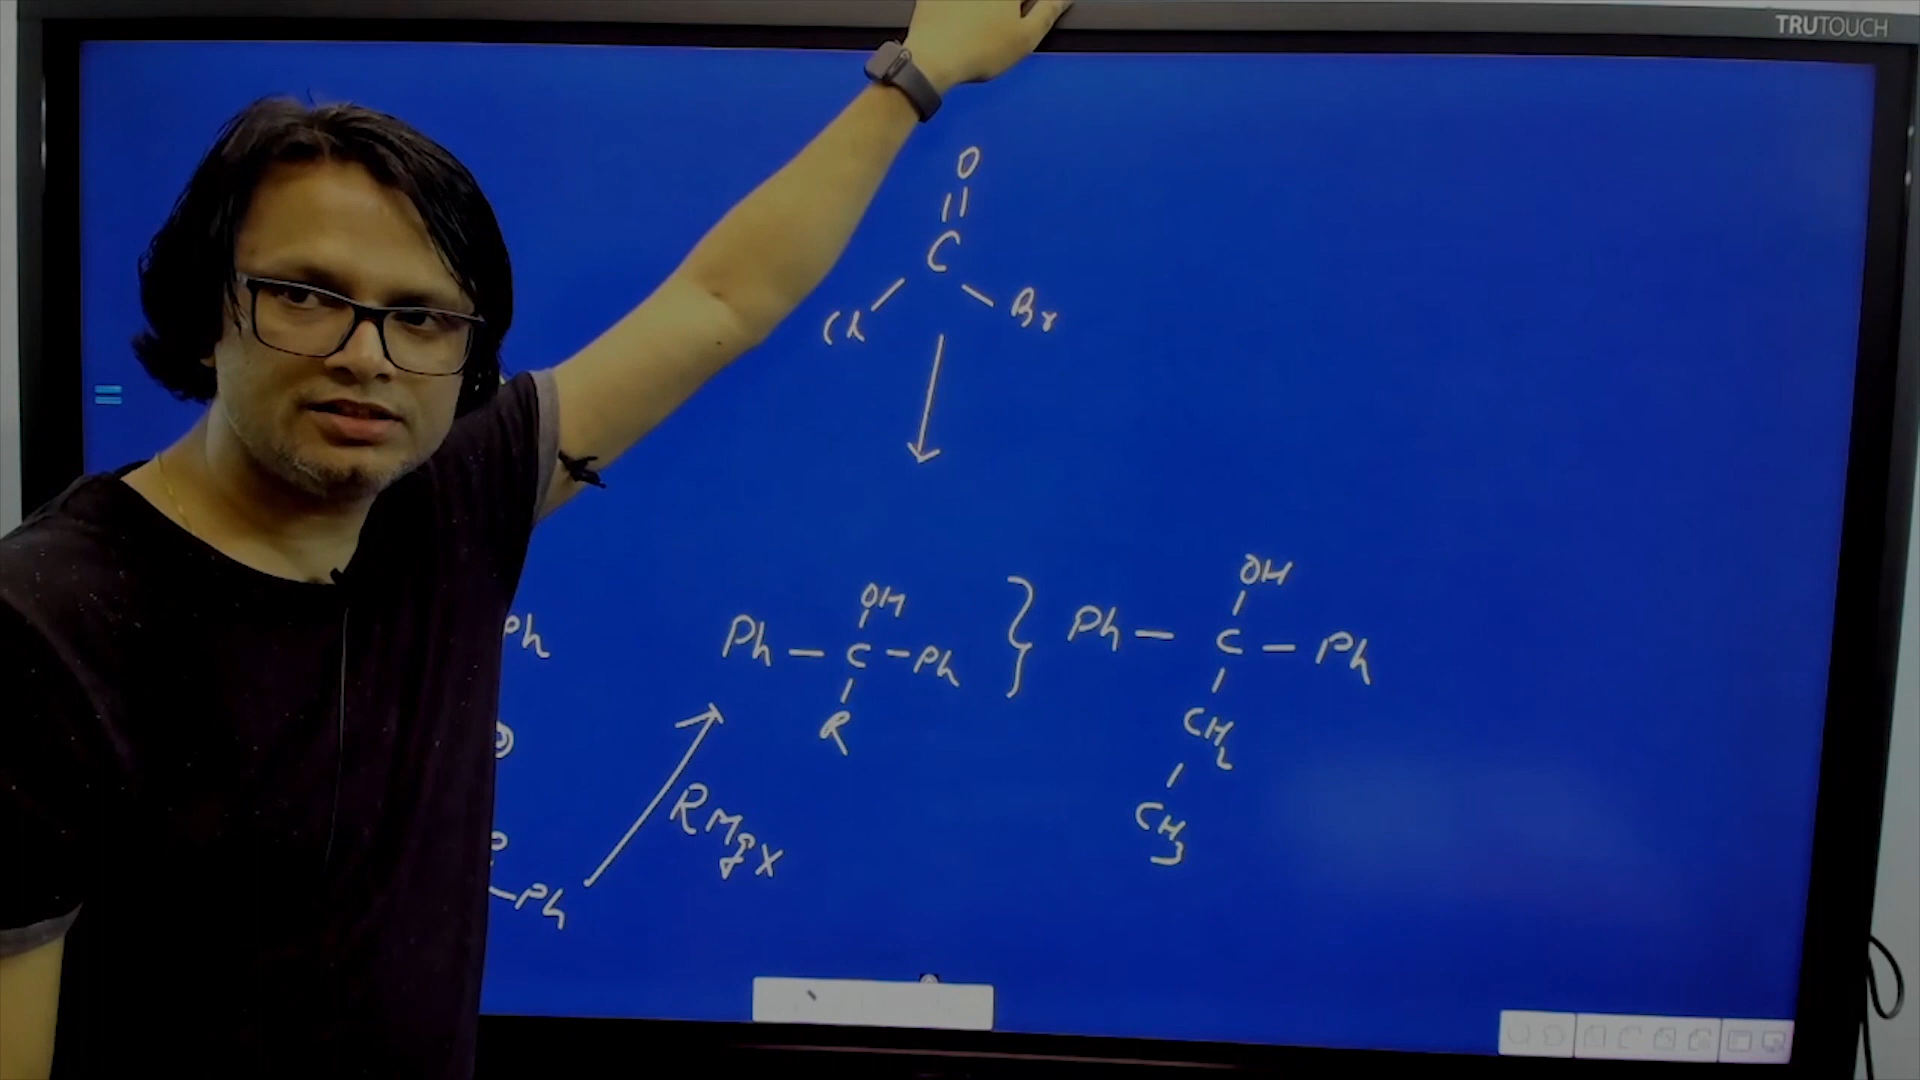 TRUTOUCH
O
C
Cl
Br
OH
Ph — C — Ph
R
}
OH
Ph — C — Ph
CH2
CH3
Ph
RMgX
Ph